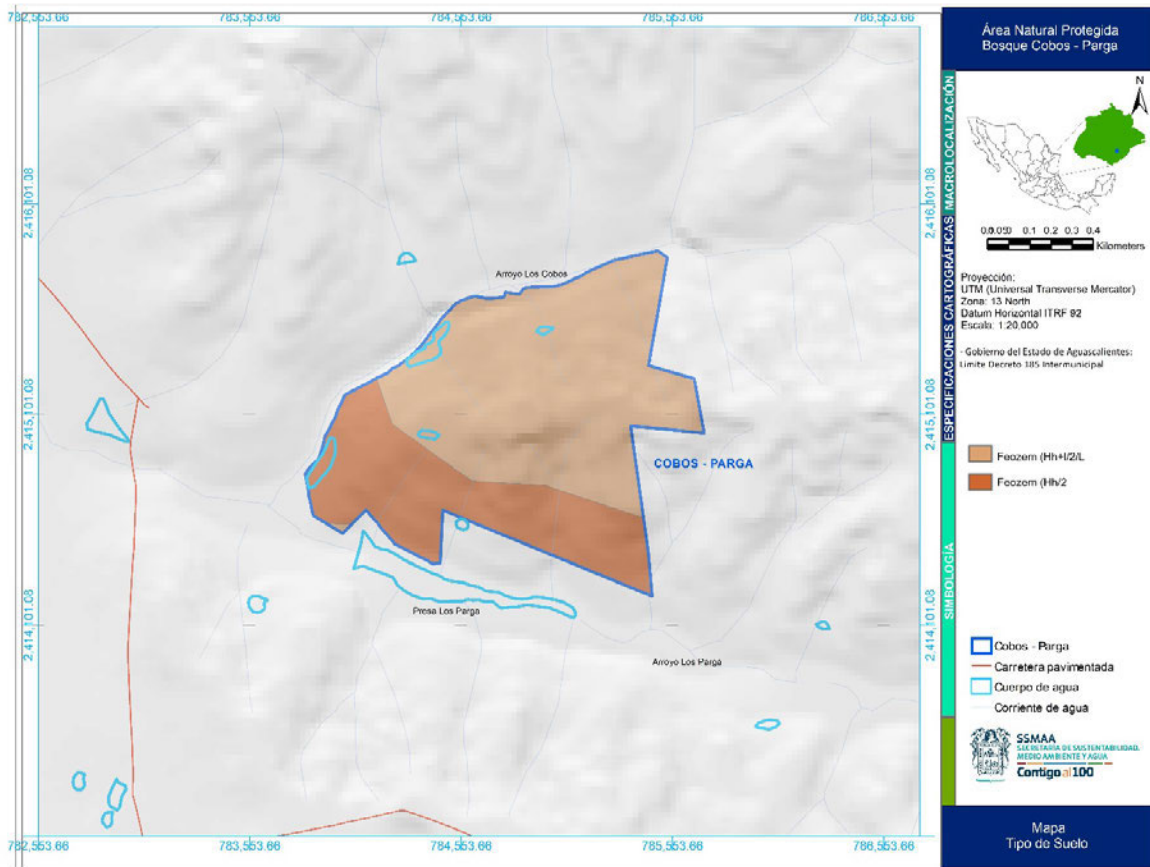 782,553.66
783,553.66
784,553.66
785,553.66
786,553.66
2,416,101.08
2,415,101.08
2,414,101.08
Arroyo Los Cobos
COBOS - PARGA
Presa Los Parga
Arroyo Los Parga
2,416,101.08
2,415,101.08
2,414,101.08
782,553.66
783,553.66
784,553.66
785,553.66
786,553.66
Área Natural Protegida
Bosque Cobos - Parga
MACROLOCALIZACIÓN
N
0.1 0.2 0.3 0.4
Kilometers
ESPECIFICACIONES CARTOGRÁFICAS
Proyección:
UTM (Universal Transverse Mercator)
Zona: 13 North
Datum Horizontal ITRF 92
Escala: 1:20,000
- Gobierno del Estado de Aguascalientes:
Limite Decreto 185 Intermunicipal
SIMBOLOGÍA
Feozem (Hh+I/2/L
Feozem (Hh/2
Cobos - Parga
Carretera pavimentada
Cuerpo de agua
Corriente de agua
SSMAA
SECRETARÍA DE SUSTENTABILIDAD,
MEDIO AMBIENTE Y AGUA
Contigo al 100
Mapa
Tipo de Suelo